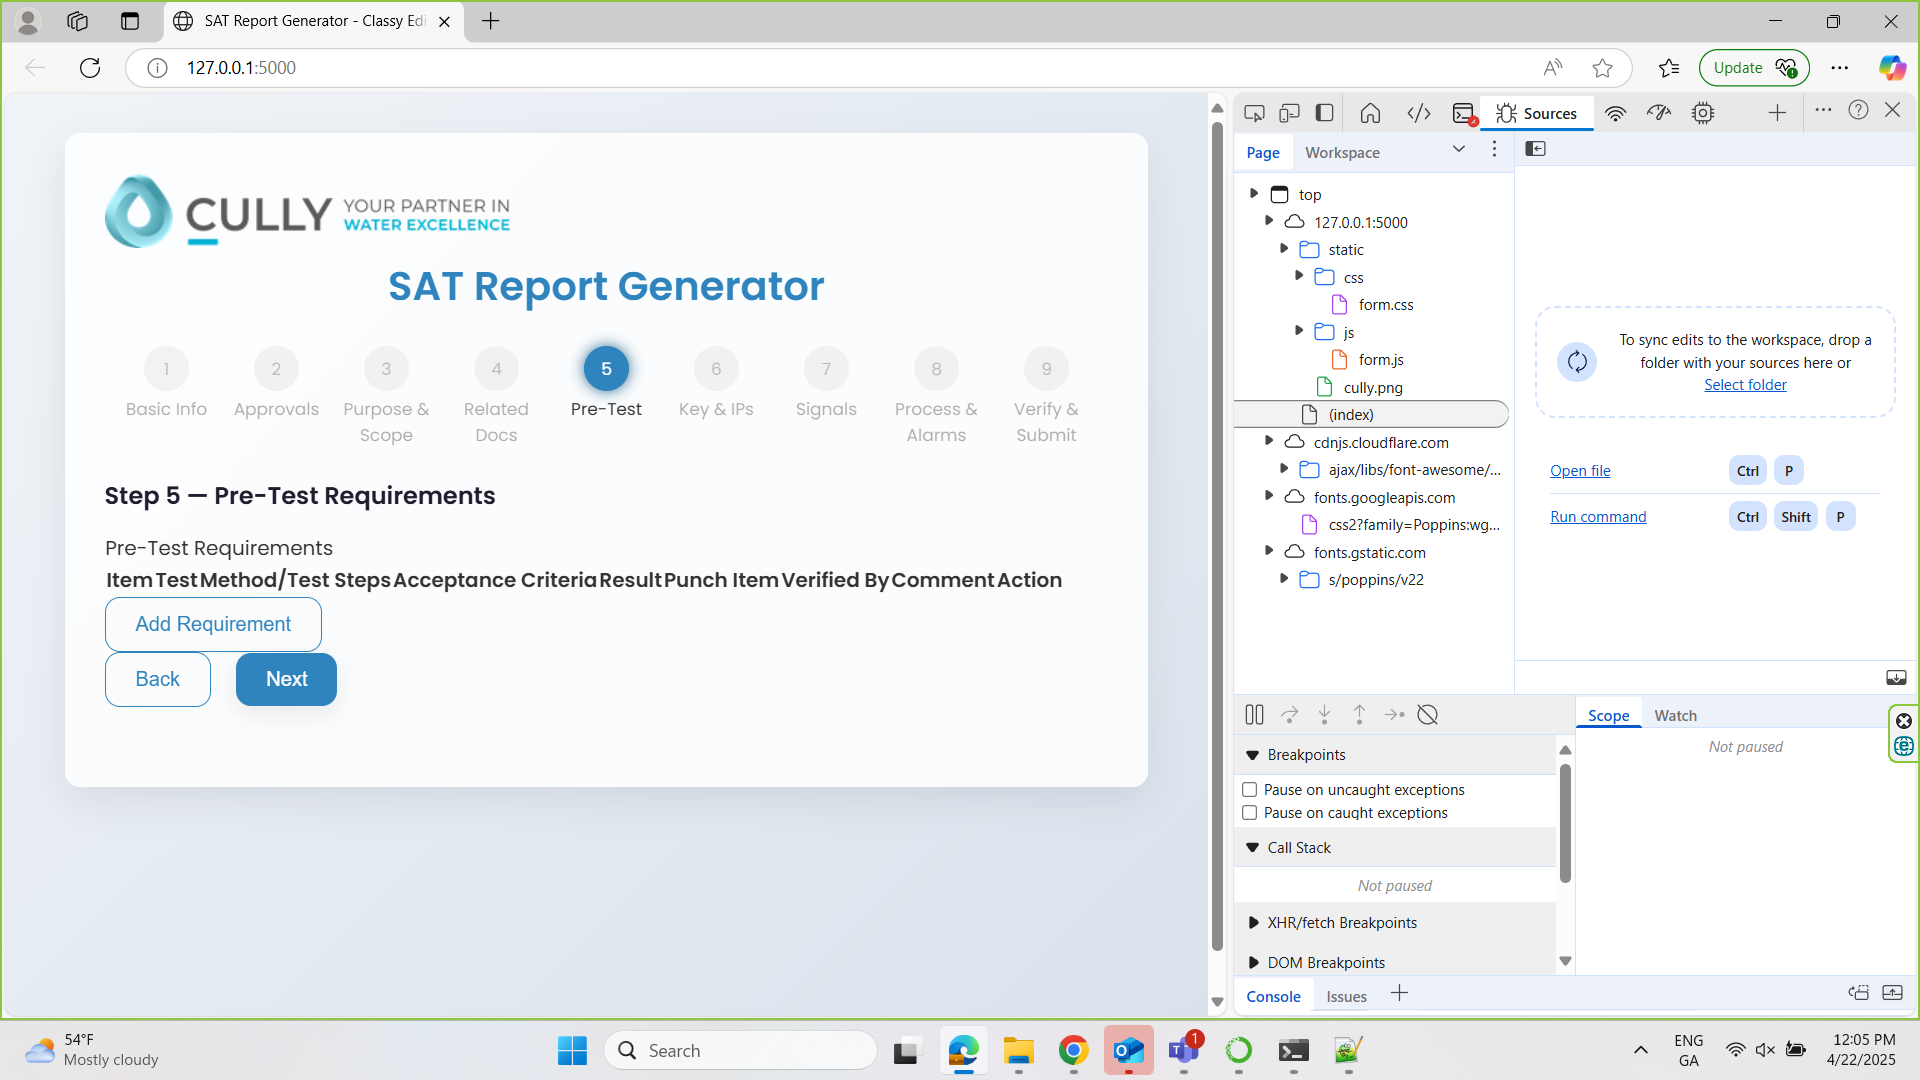 SAT Report Generator - Classy Edi
127.0.0.1:5000
Update
CULLY
YOUR PARTNER IN
WATER EXCELLENCE
SAT Report Generator
1
2
3
4
5
6
7
8
9
Basic Info
Approvals
Purpose &
Scope
Related
Docs
Pre-Test
Key & IPs
Signals
Process &
Alarms
Verify &
Submit
Step 5 — Pre-Test Requirements
Pre-Test Requirements
Item Test Method/Test Steps Acceptance Criteria Result Punch Item Verified By Comment Action
Add Requirement
Back
Next
Sources
Page
Workspace
top
127.0.0.1:5000
static
css
form.css
js
form.js
cully.png
(index)
cdnjs.cloudflare.com
ajax/libs/font-awesome/...
fonts.googleapis.com
css2?family=Poppins:wg...
fonts.gstatic.com
s/poppins/v22
To sync edits to the workspace, drop a
folder with your sources here or
Select folder
Open file
Ctrl P
Run command
Ctrl Shift P
Scope
Watch
Not paused
Breakpoints
Pause on uncaught exceptions
Pause on caught exceptions
Call Stack
Not paused
XHR/fetch Breakpoints
DOM Breakpoints
Console
Issues
54°F
Mostly cloudy
Search
1
ENG
GA
12:05 PM
4/22/2025